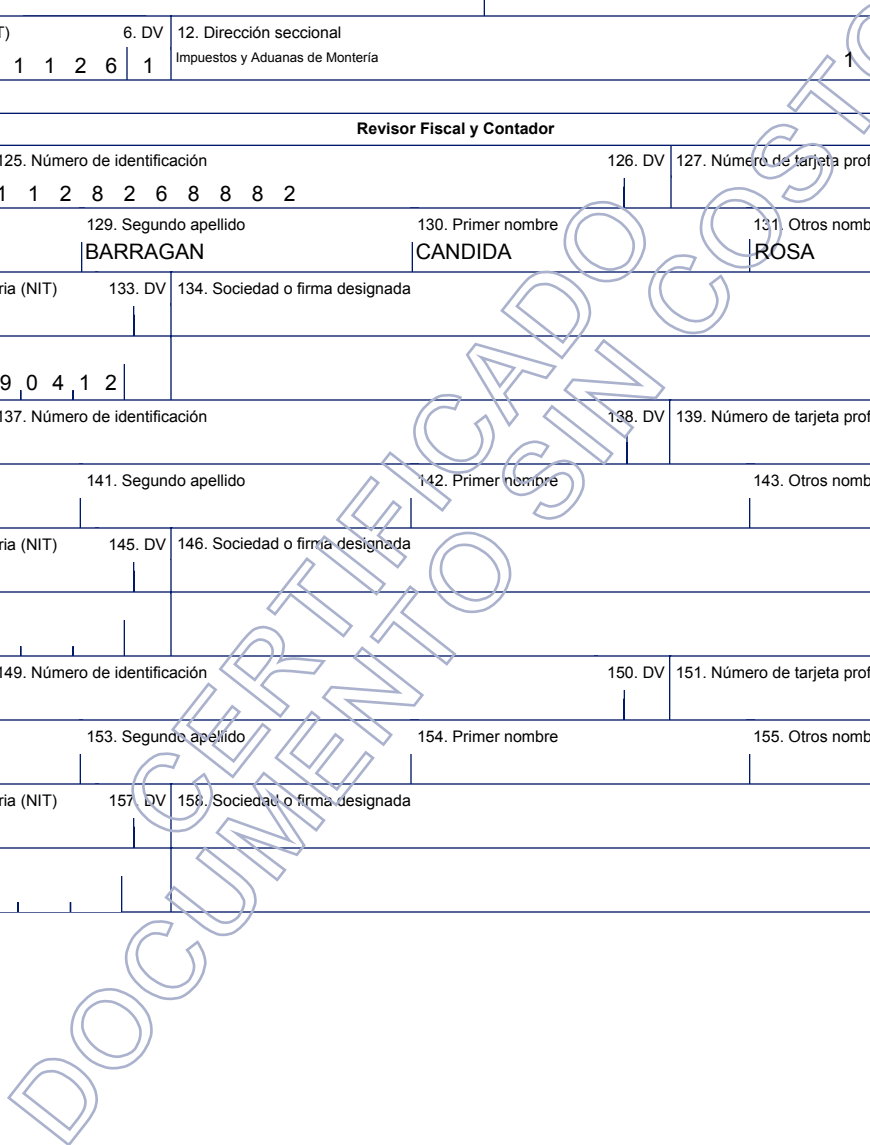 T) 6. DV 12. Dirección seccional
1 1 2 6 1 Impuestos y Aduanas de Montería 1
Revisor Fiscal y Contador
125. Número de identificación 126. DV 127. Número de tarjeta prof
1 1 2 8 2 6 8 8 8 2
129. Segundo apellido 130. Primer nombre 131. Otros nomb
BARRAGAN CANDIDA ROSA
ria (NIT) 133. DV 134. Sociedad o firma designada
9 0 4 1 2
137. Número de identificación 138. DV 139. Número de tarjeta prof
141. Segundo apellido 142. Primer nombre 143. Otros nomb
ria (NIT) 145. DV 146. Sociedad o firma designada
149. Número de identificación 150. DV 151. Número de tarjeta prof
153. Segundo apellido 154. Primer nombre 155. Otros nomb
ria (NIT) 157. DV 158. Sociedad o firma designada
CERTIFICADO
DOCUMENTO SIN COSTO